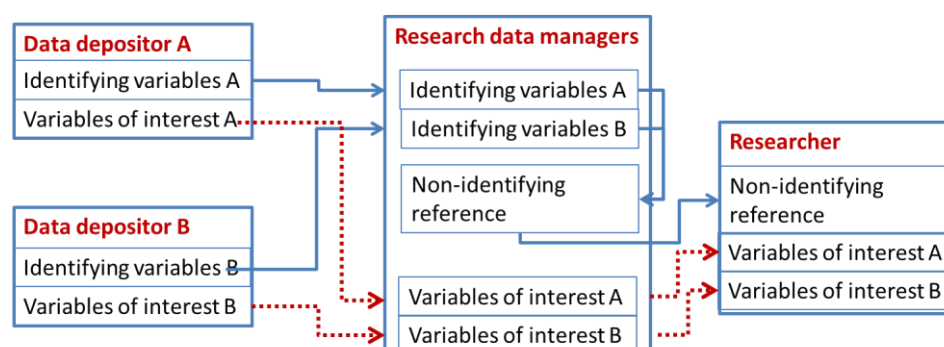 Data depositor A
Identifying variables A
Variables of interest A
Data depositor B
Identifying variables B
Variables of interest B
Research data managers
Identifying variables A
Identifying variables B
Non-identifying
reference
Variables of interest A
Variables of interest B
Researcher
Non-identifying
reference
Variables of interest A
Variables of interest B